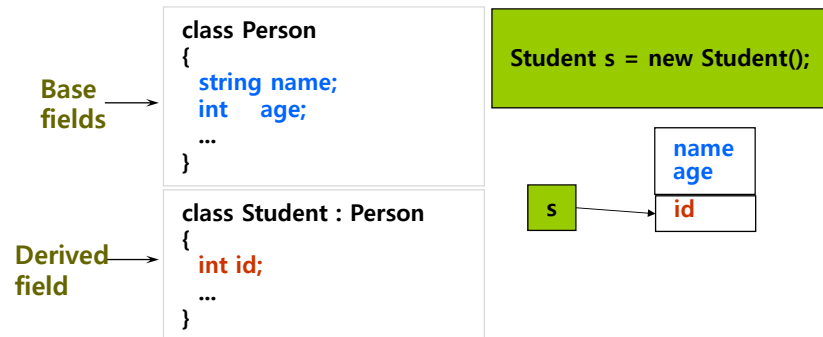 class Person
{
string name;
int age;
...
}
Base
fields
class Student : Person
{
int id;
...
}
Derived
field
Student s = new Student();
name
age
s
id